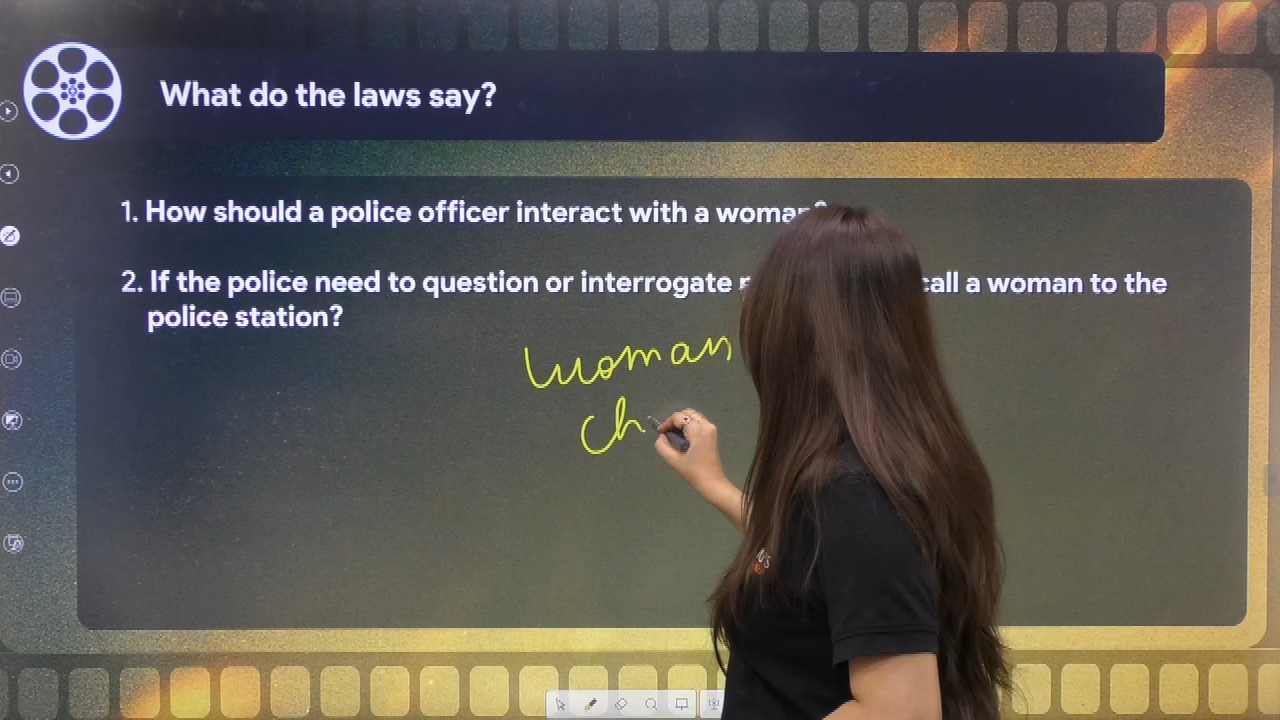 What do the laws say?
1. How should a police officer interact with a woman?
2. If the police need to question or interrogate call a woman to the
police station?
woman
ch